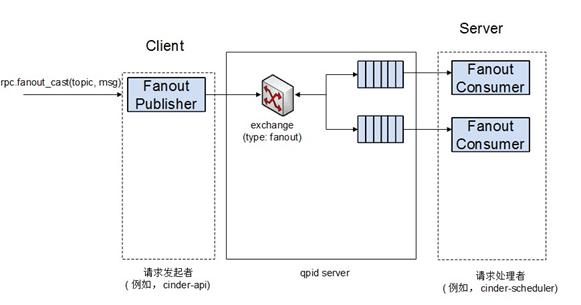 Client
Server
rpc.fanout_cast(topic, msg)
Fanout
Publisher
exchange
(type: fanout)
Fanout
Consumer
Fanout
Consumer
请求发起者
( 例如，cinder-api)
qpid server
请求处理者
( 例如， cinder-scheduler)